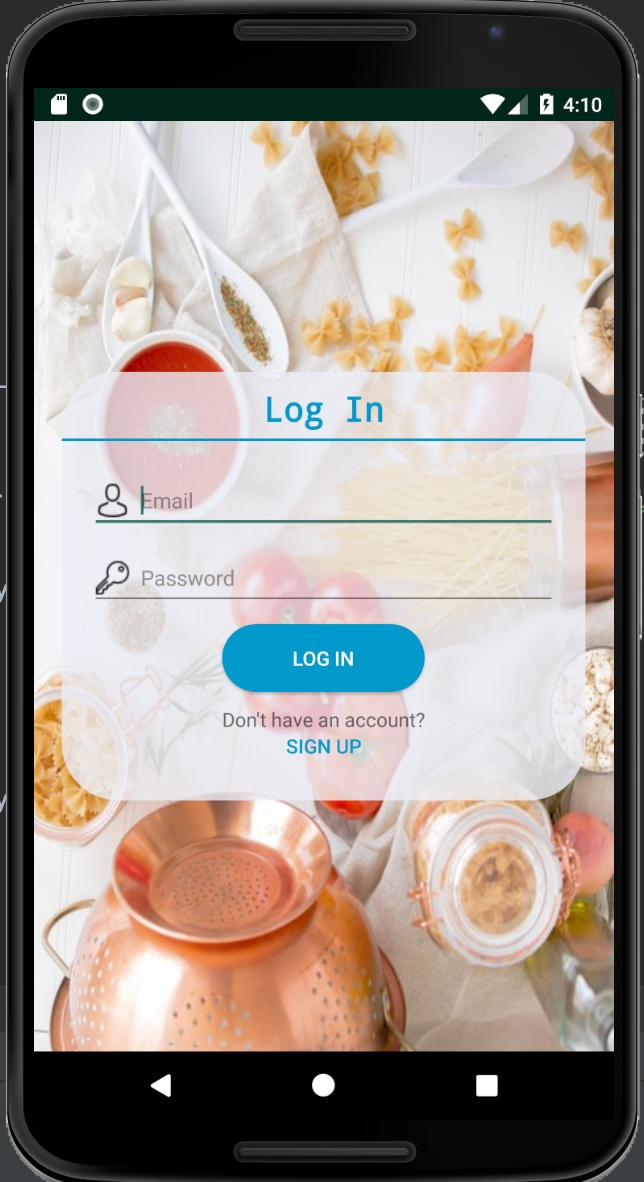 4:10
Log In
Email
Password
LOG IN
Don't have an account?
SIGN UP